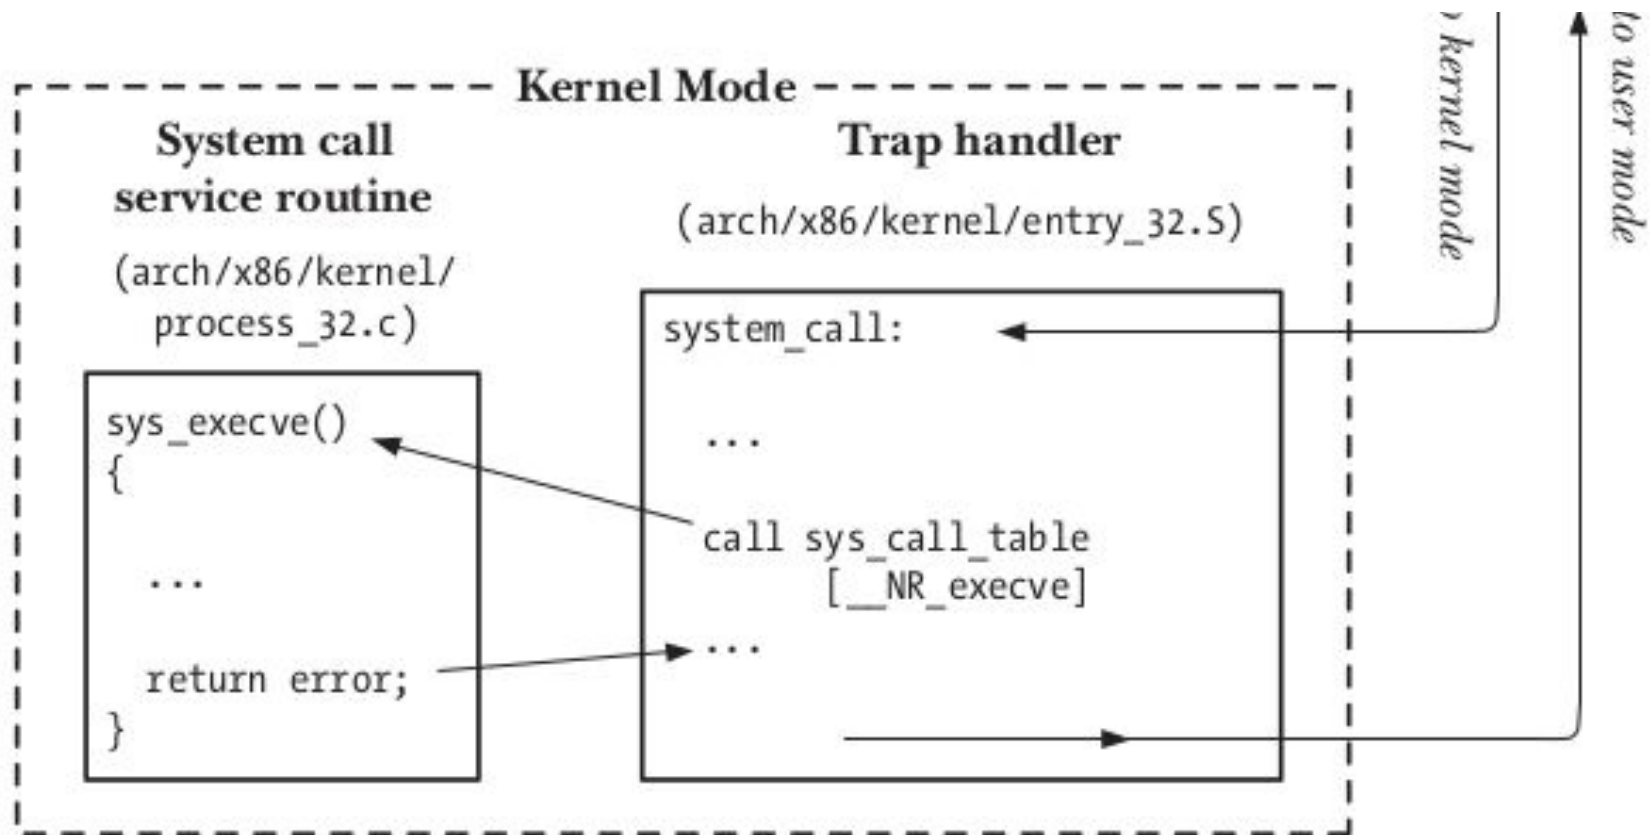 Kernel Mode
System call
service routine
(arch/x86/kernel/
process_32.c)
sys_execve()
{
...
return error;
}
Trap handler
(arch/x86/kernel/entry_32.S)
system_call:
...
call sys_call_table
[__NR_execve]
...
kernel mode
to user mode